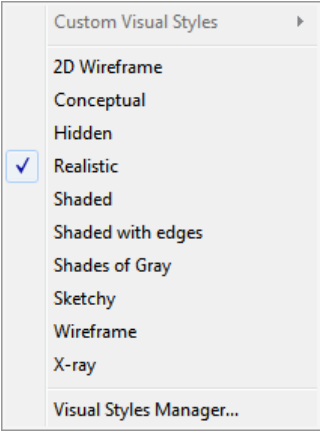 Custom Visual Styles
2D Wireframe
Conceptual
Hidden
Realistic
Shaded
Shaded with edges
Shades of Gray
Sketchy
Wireframe
X-ray
Visual Styles Manager...